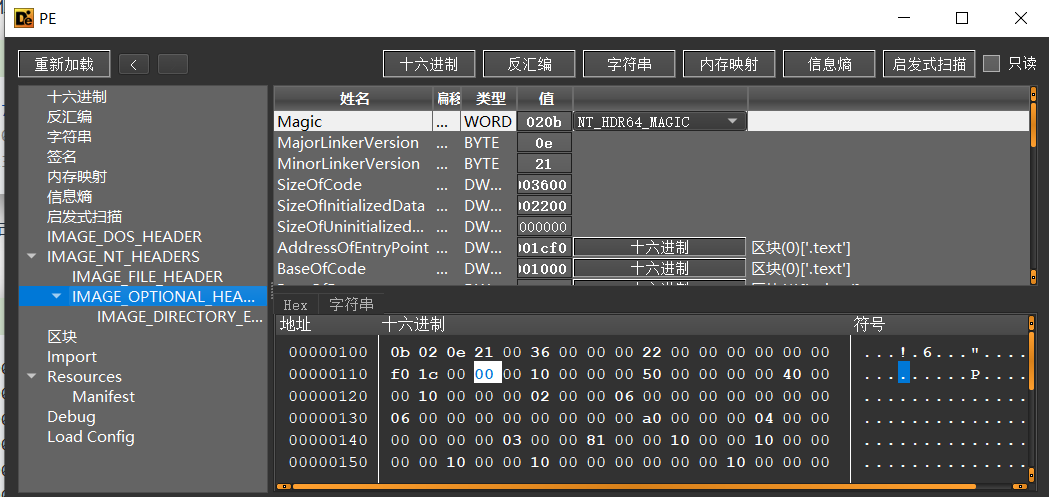 PE
重新加载 < 十六进制 反汇编 字符串 内存映射 信息熵 启发式扫描 只读
十六进制
反汇编
字符串
签名
内存映射
信息熵
启发式扫描
IMAGE_DOS_HEADER
IMAGE_NT_HEADERS
IMAGE_FILE_HEADER
IMAGE_OPTIONAL_HEA...
IMAGE_DIRECTORY_E...
区块
Import
Resources
Manifest
Debug
Load Config
姓名 偏移 类型 值
Magic ... WORD 020b NT_HDR64_MAGIC
MajorLinkerVersion ... BYTE 0e
MinorLinkerVersion ... BYTE 21
SizeOfCode ... DW... 003600
SizeOfInitializedData ... DW... 002200
SizeOfUninitialized... ... DW... 000000
AddressOfEntryPoint ... DW... 001cf0 十六进制 区块(0)['.text']
BaseOfCode ... DW... 001000 十六进制 区块(0)['.text']
Hex 字符串
地址 十六进制 符号
00000100 0b 02 0e 21 00 36 00 00 00 22 00 00 00 00 00 00 ...!.6..."....
00000110 f0 1c 00 00 00 10 00 00 00 50 00 00 00 00 40 00 .........P....
00000120 00 10 00 00 00 02 00 00 06 00 00 00 00 00 00 00 ..............
00000130 06 00 00 00 00 00 00 00 00 a0 00 00 00 04 00 00 ..............
00000140 00 00 00 00 03 00 00 81 00 00 10 00 00 10 00 00 ..............
00000150 00 00 10 00 00 10 00 00 00 00 00 00 10 00 00 00 ..............